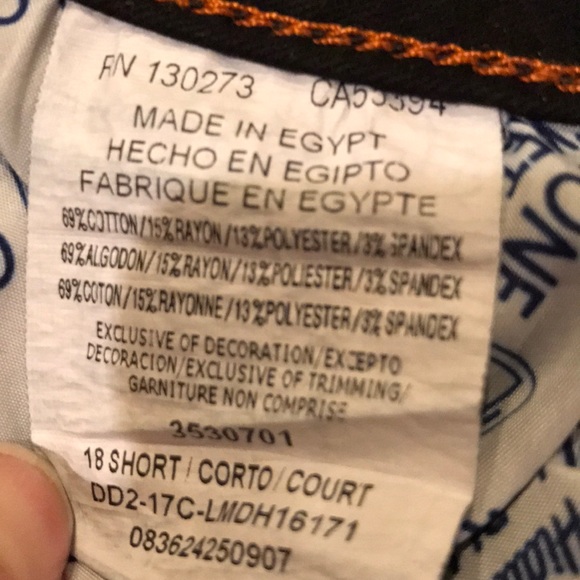 RN 130273 CA55394
MADE IN EGYPT
HECHO EN EGIPTO
FABRIQUE EN EGYPTE
69%COTTON/15%RAYON/13%POLYESTER/3% SPANDEX
69%ALGODON/15%RAYON/13%POLIESTER/3%SPANDEX
69%COTON/15%RAYONNE/13%POLYESTER/3% SPANDEX
EXCLUSIVE OF DECORATION/EXCEPTO
DECORACION/EXCLUSIVE OF TRIMMING/
GARNITURE NON COMPRISE
3530701
18 SHORT/CORTO/COURT
DD2-17C-LMDH16171
083624250907
ONE